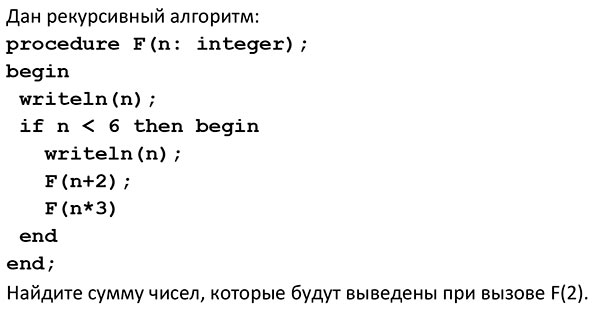 Дан рекурсивный алгоритм:
procedure F(n: integer);
begin
writeln(n);
if n < 6 then begin
writeln(n);
F(n+2);
F(n*3)
end
end;
Найдите сумму чисел, которые будут выведены при вызове F(2).